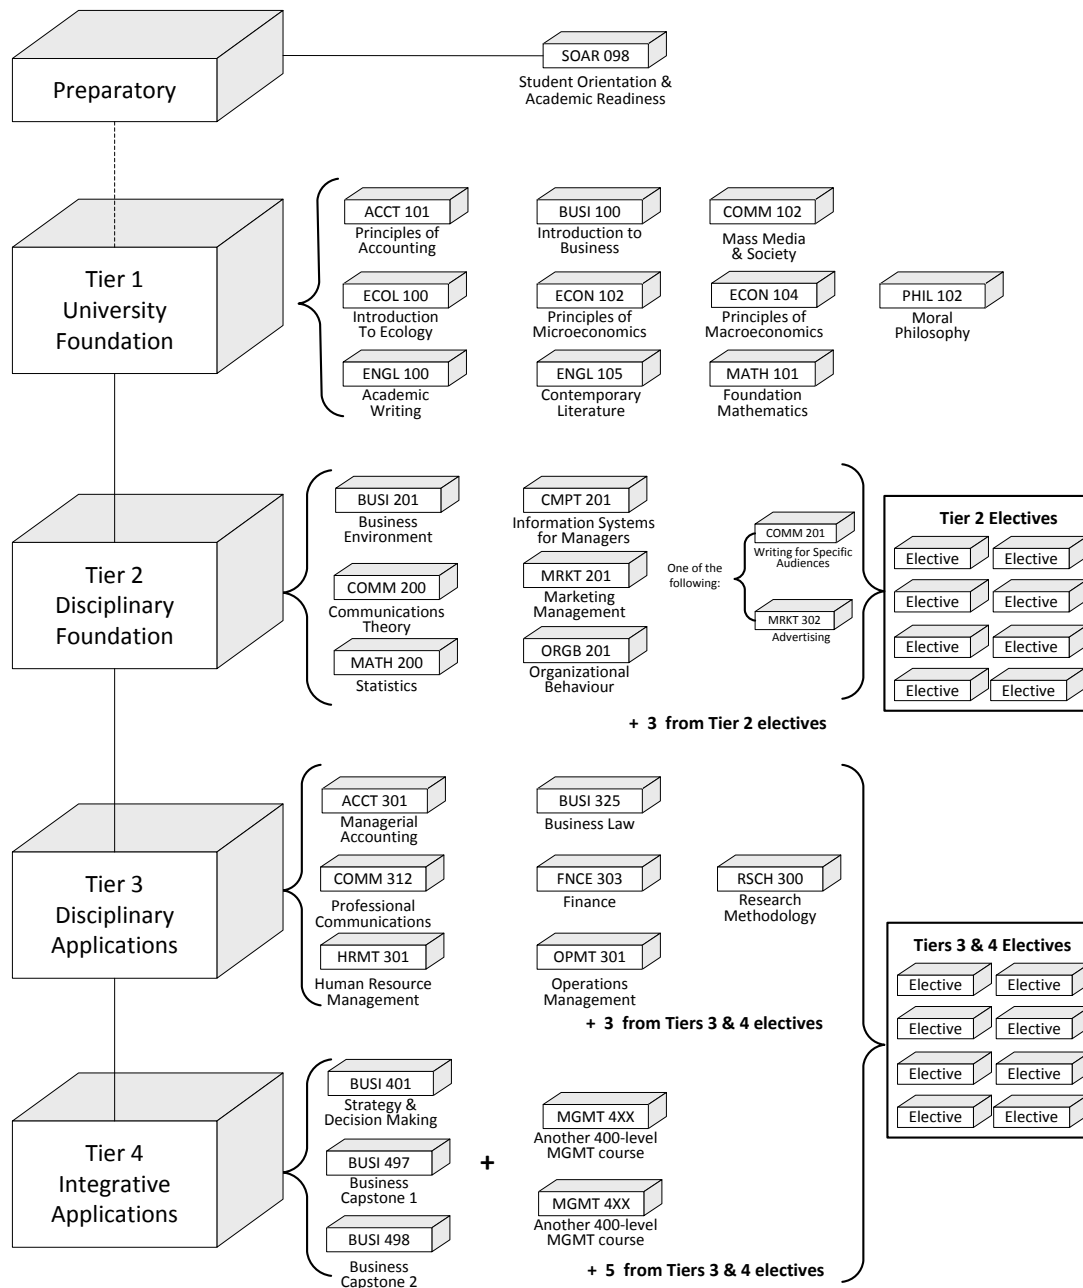 Preparatory
SOAR 098
Student Orientation &
Academic Readiness
Tier 1
University
Foundation
ACCT 101
Principles of
Accounting
BUSI 100
Introduction to
Business
COMM 102
Mass Media
& Society
ECOL 100
Introduction
To Ecology
ECON 102
Principles of
Microeconomics
ECON 104
Principles of
Macroeconomics
PHIL 102
Moral
Philosophy
ENGL 100
Academic
Writing
ENGL 105
Contemporary
Literature
MATH 101
Foundation
Mathematics
Tier 2
Disciplinary
Foundation
BUSI 201
Business
Environment
CMPT 201
Information Systems
for Managers
COMM 200
Communications
Theory
MRKT 201
Marketing
Management
MATH 200
Statistics
ORGB 201
Organizational
Behaviour
One of the
following:
COMM 201
Writing for Specific
Audiences
MRKT 302
Advertising
+ 3 from Tier 2 electives
Tier 2 Electives
Elective
Elective
Elective
Elective
Elective
Elective
Elective
Elective
Tier 3
Disciplinary
Applications
ACCT 301
Managerial
Accounting
BUSI 325
Business Law
COMM 312
Professional
Communications
FNCE 303
Finance
RSCH 300
Research
Methodology
HRMT 301
Human Resource
Management
OPMT 301
Operations
Management
+ 3 from Tiers 3 & 4 electives
Tiers 3 & 4 Electives
Elective
Elective
Elective
Elective
Elective
Elective
Elective
Elective
Tier 4
Integrative
Applications
BUSI 401
Strategy &
Decision Making
BUSI 497
Business
Capstone 1
BUSI 498
Business
Capstone 2
+
MGMT 4XX
Another 400-level
MGMT course
MGMT 4XX
Another 400-level
MGMT course
+ 5 from Tiers 3 & 4 electives